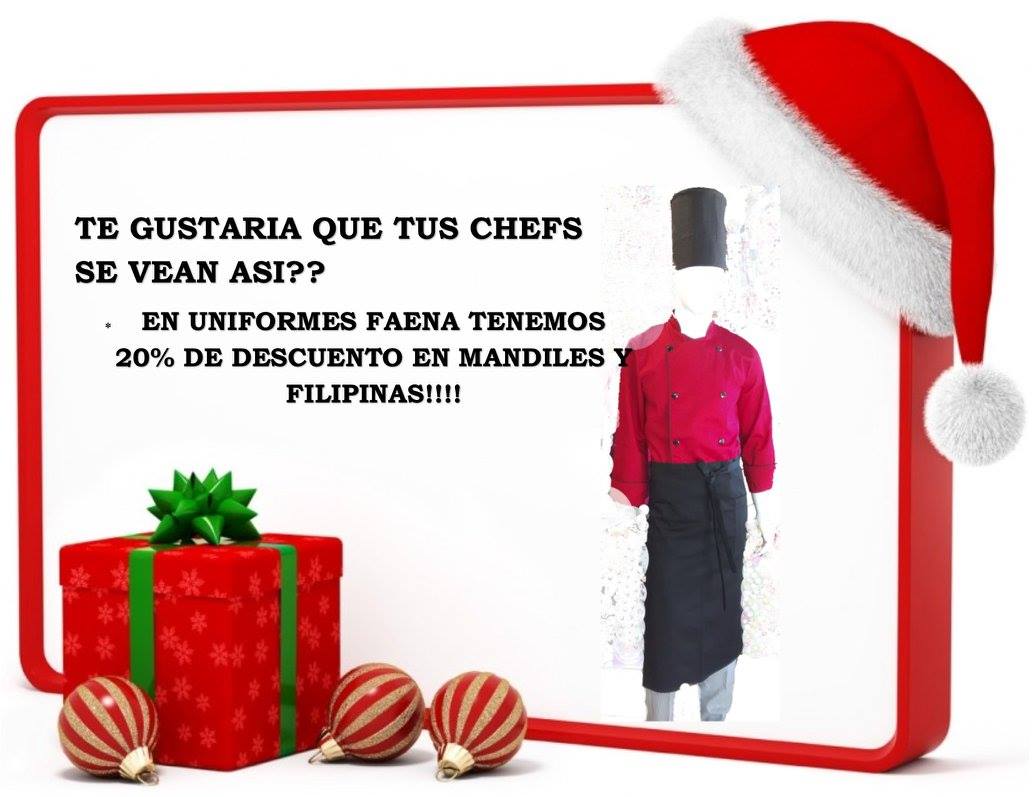 TE GUSTARIA QUE TUS CHEFS
SE VEAN ASI??
* EN UNIFORMES FAENA TENEMOS
20% DE DESCUENTO EN MANDILES Y
FILIPINAS!!!!